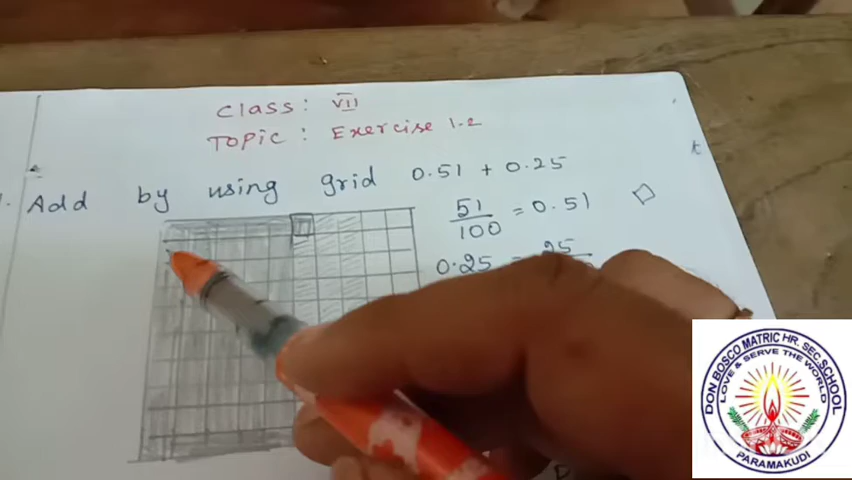 Class: VII
Topic: Exercise 1.2
Add by using grid 0.51 + 0.25
51/100 = 0.51
0.25 = 25
DON BOSCO MATRIC HR. SEC. SCHOOL
LOVE & SERVE THE WORLD
PARAMAKUDI